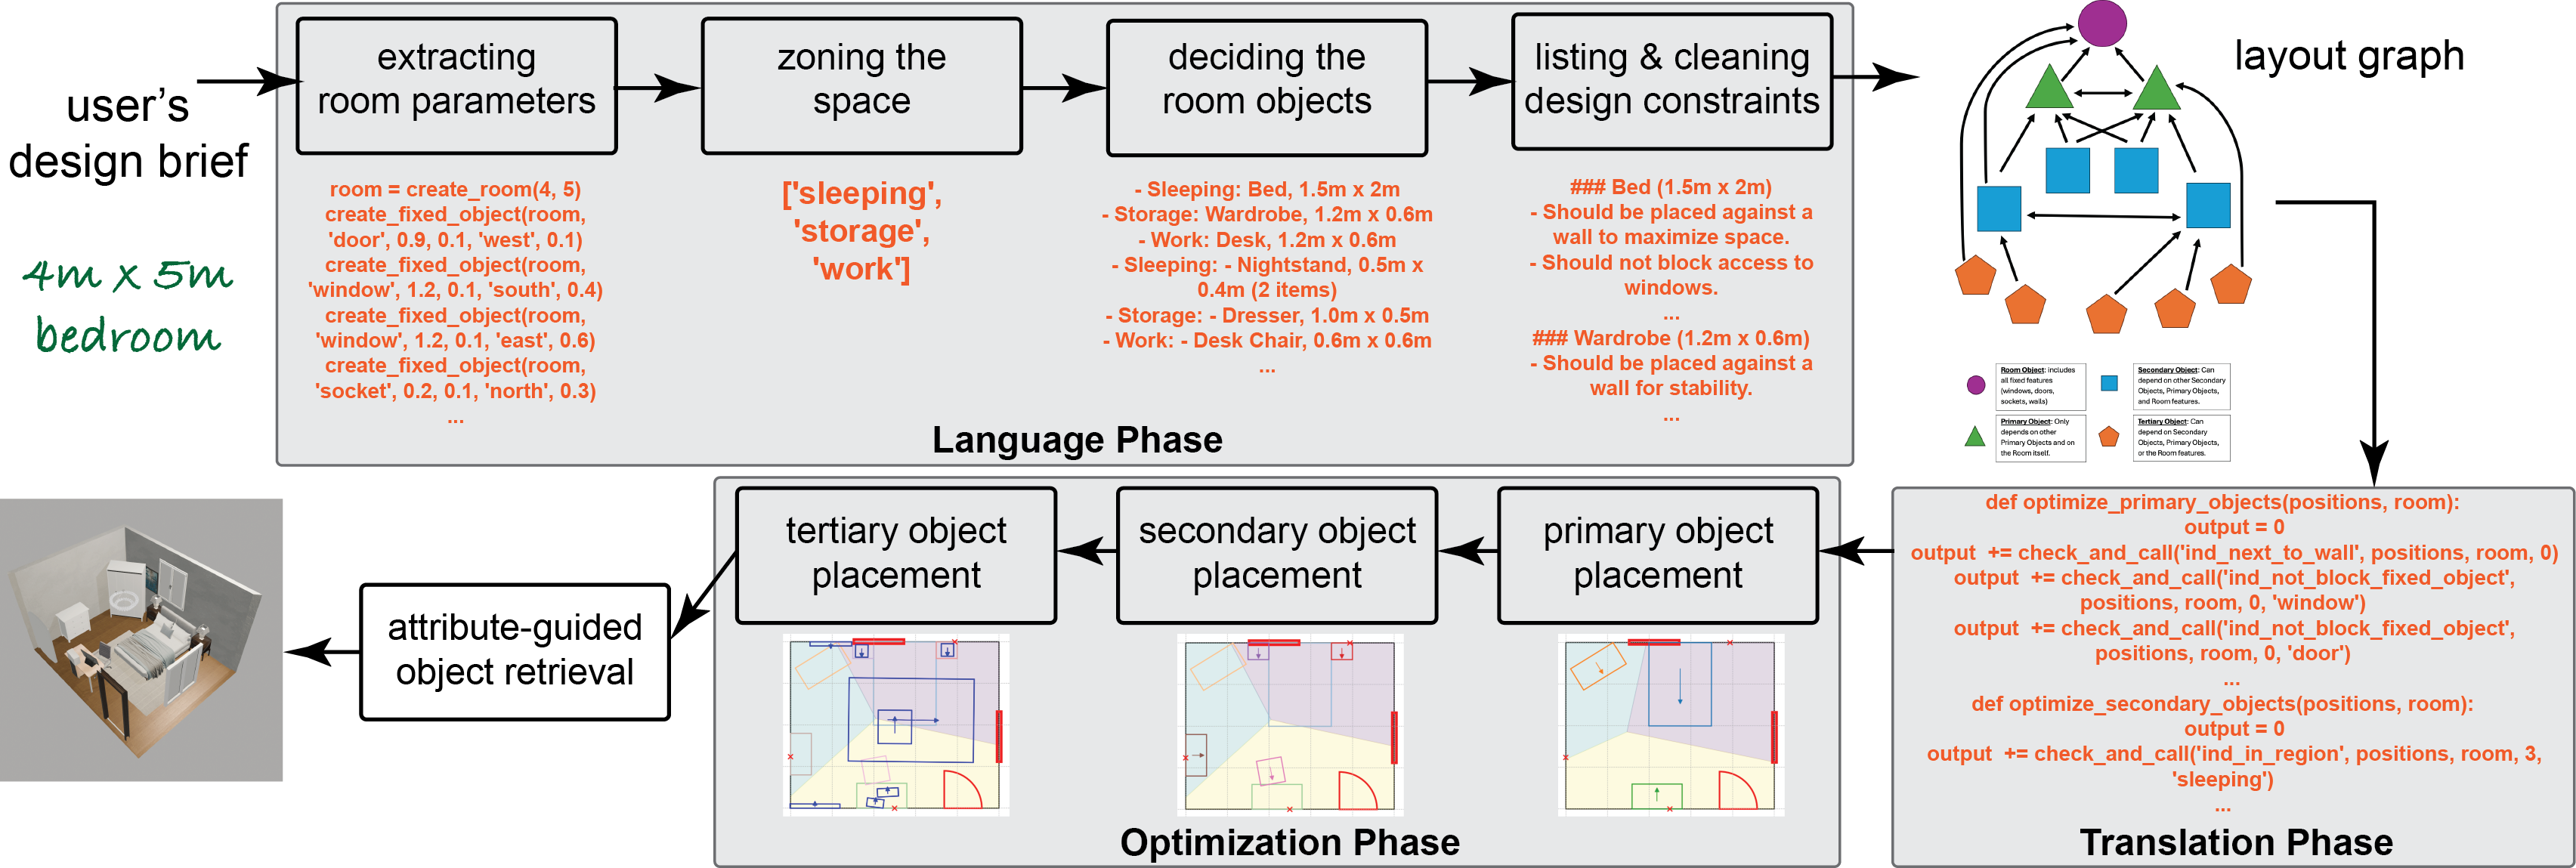 user's
design brief
4m x 5m
bedroom
extracting
room parameters
room = create_room(4, 5)
create_fixed_object(room,
'door', 0.9, 0.1, 'west', 0.1)
create_fixed_object(room,
'window', 1.2, 0.1, 'south', 0.4)
create_fixed_object(room,
'window', 1.2, 0.1, 'east', 0.6)
create_fixed_object(room,
'socket', 0.2, 0.1, 'north', 0.3)
...
zoning the
space
['sleeping',
'storage',
'work']
deciding the
room objects
- Sleeping: Bed, 1.5m x 2m
- Storage: Wardrobe, 1.2m x 0.6m
- Work: Desk, 1.2m x 0.6m
- Sleeping: - Nightstand, 0.5m x
0.4m (2 items)
- Storage: - Dresser, 1.0m x 0.5m
- Work: - Desk Chair, 0.6m x 0.6m
...
listing & cleaning
design constraints
### Bed (1.5m x 2m)
- Should be placed against a
wall to maximize space.
- Should not block access to
windows.
...
### Wardrobe (1.2m x 0.6m)
- Should be placed against a
wall for stability.
...
Language Phase
layout graph
Room Object: includes
all fixed features
(windows, doors,
sockets, walls)
Secondary Object: Can
depend on other Secondary
Objects, Primary Objects,
and Room features.
Primary Object: Only
depends on other
Primary Objects and on
the Room itself.
Tertiary Object: Can
depend on Secondary
Objects, Primary Objects,
or the Room features.
def optimize_primary_objects(positions, room):
output = 0
output += check_and_call('ind_next_to_wall', positions, room, 0)
output += check_and_call('ind_not_block_fixed_object',
positions, room, 0, 'window')
output += check_and_call('ind_not_block_fixed_object',
positions, room, 0, 'door')
...
def optimize_secondary_objects(positions, room):
output = 0
output += check_and_call('ind_in_region', positions, room, 3,
'sleeping')
...
Translation Phase
primary object
placement
secondary object
placement
tertiary object
placement
Optimization Phase
attribute-guided
object retrieval